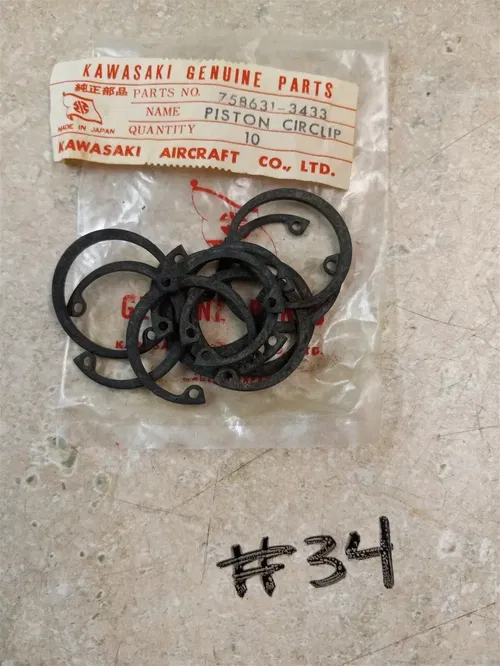 KAWASAKI GENUINE PARTS
純正部品
MADE IN JAPAN
PARTS NO. 758631-3433
NAME PISTON CIRCLIP
QUANTITY 10
KAWASAKI AIRCRAFT CO., LTD.
#34